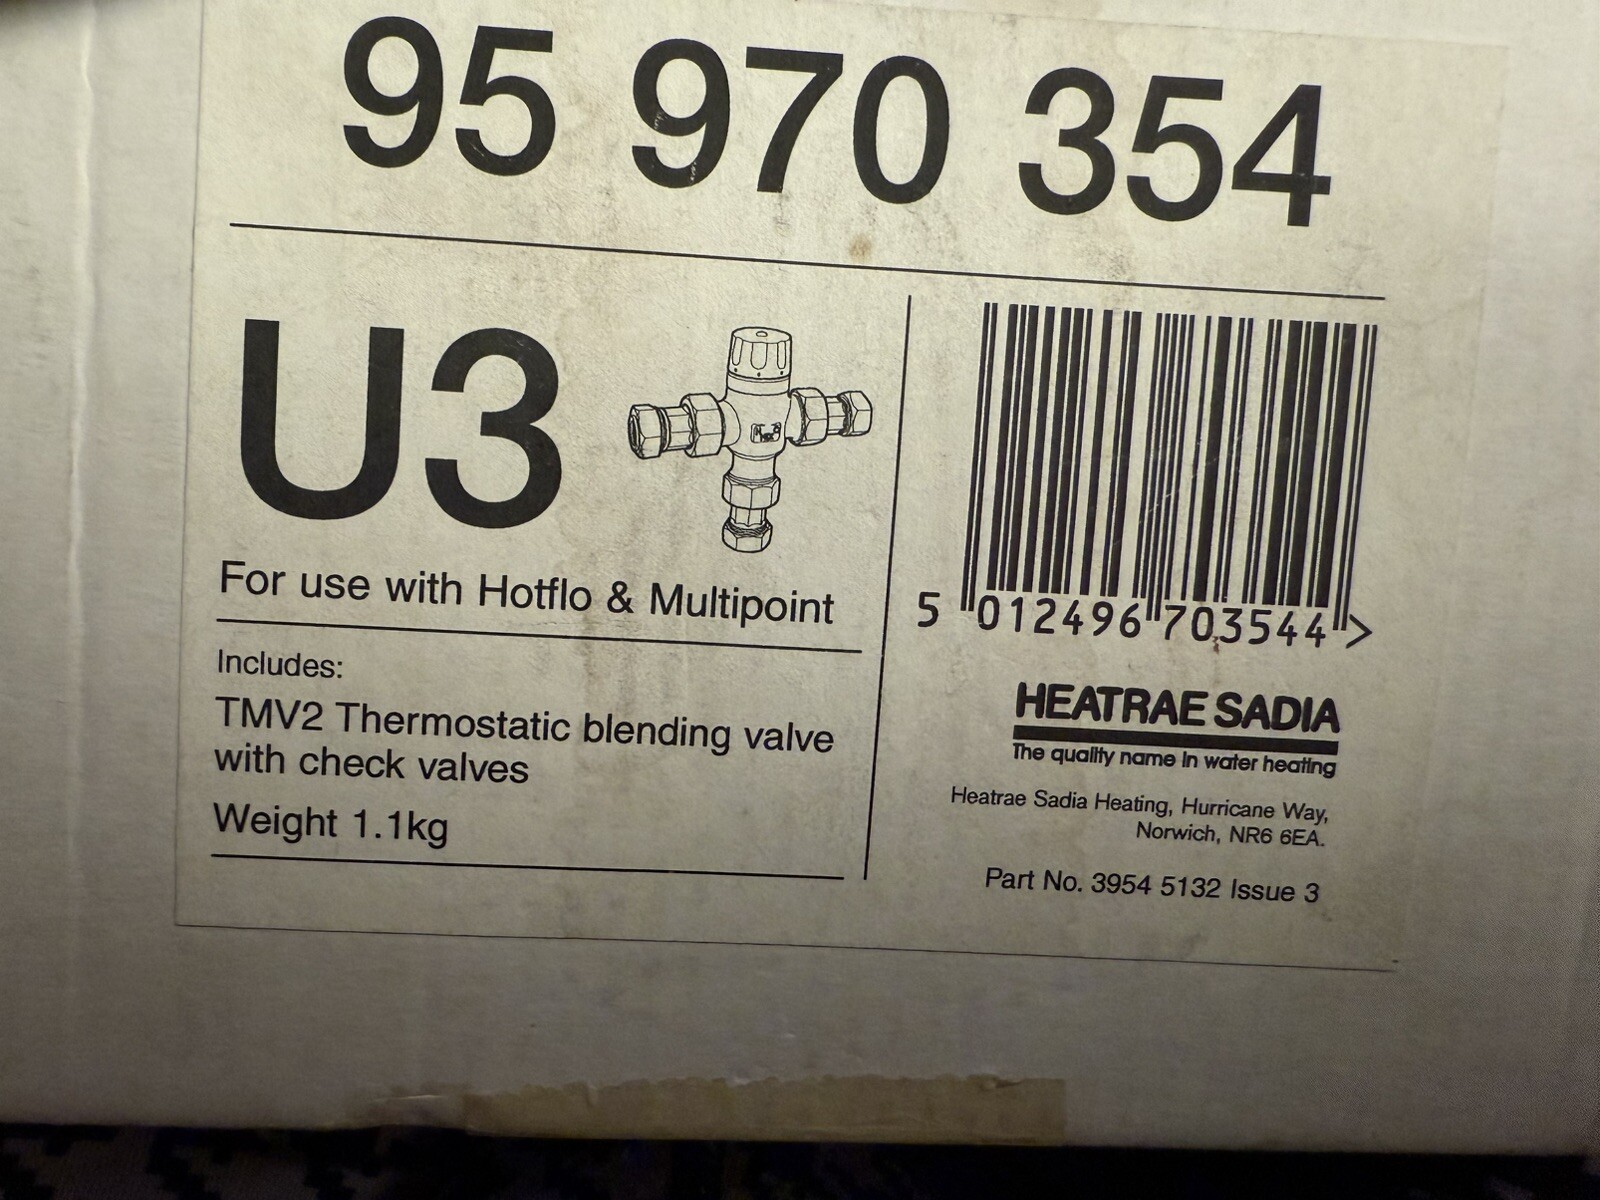 95 970 354
U3
For use with Hotflo & Multipoint
Includes:
TMV2 Thermostatic blending valve
with check valves
Weight 1.1kg
5 012496 703544 >
HEATRAE SADIA
The quality name in water heating
Heatrae Sadia Heating, Hurricane Way,
Norwich, NR6 6EA.
Part No. 3954 5132 Issue 3